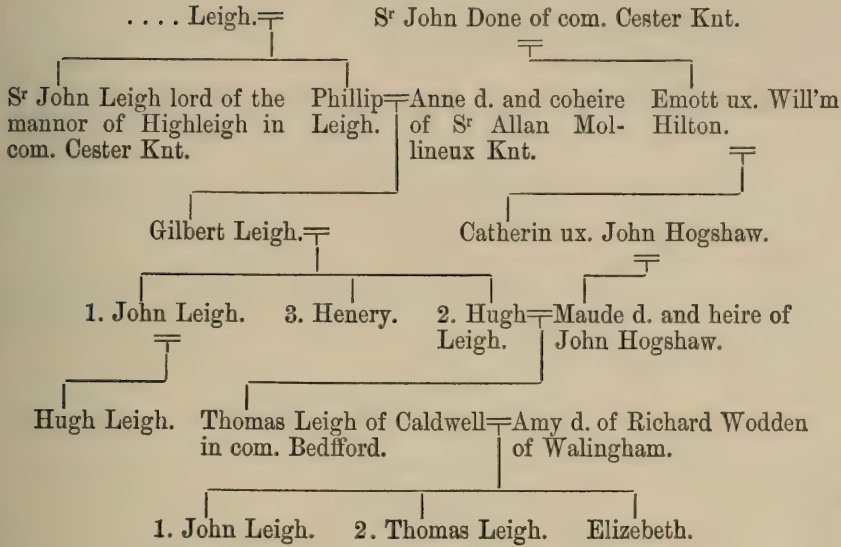 .... Leigh. Sr John Done of com. Cester Knt.
Sr John Leigh lord of the
mannor of Highleigh in
com. Cester Knt.
Phillip
Leigh.
Anne d. and coheire
of Sr Allan Mol-
lineux Knt.
Emott ux. Will'm
Hilton.
Gilbert Leigh. Catherin ux. John Hogshaw.
1. John Leigh. 3. Henery.
2. Hugh
Leigh.
Maude d. and heire of
John Hogshaw.
Hugh Leigh.
Thomas Leigh of Caldwell
in com. Bedfford.
Amy d. of Richard Wodden
of Walingham.
1. John Leigh. 2. Thomas Leigh. Elizebeth.